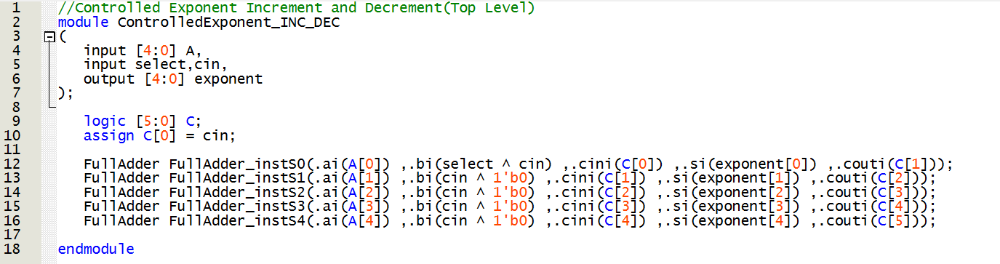 1 //Controlled Exponent Increment and Decrement(Top Level)
2 module ControlledExponent_INC_DEC
3 (
4 input [4:0] A,
5 input select,cin,
6 output [4:0] exponent
7 );
8
9 logic [5:0] C;
10 assign C[0] = cin;
11
12 FullAdder FullAdder_instS0(.ai(A[0]) ,.bi(select ^ cin) ,.cini(C[0]) ,.si(exponent[0]) ,.couti(C[1]));
13 FullAdder FullAdder_instS1(.ai(A[1]) ,.bi(cin ^ 1'b0) ,.cini(C[1]) ,.si(exponent[1]) ,.couti(C[2]));
14 FullAdder FullAdder_instS2(.ai(A[2]) ,.bi(cin ^ 1'b0) ,.cini(C[2]) ,.si(exponent[2]) ,.couti(C[3]));
15 FullAdder FullAdder_instS3(.ai(A[3]) ,.bi(cin ^ 1'b0) ,.cini(C[3]) ,.si(exponent[3]) ,.couti(C[4]));
16 FullAdder FullAdder_instS4(.ai(A[4]) ,.bi(cin ^ 1'b0) ,.cini(C[4]) ,.si(exponent[4]) ,.couti(C[5]));
17
18 endmodule